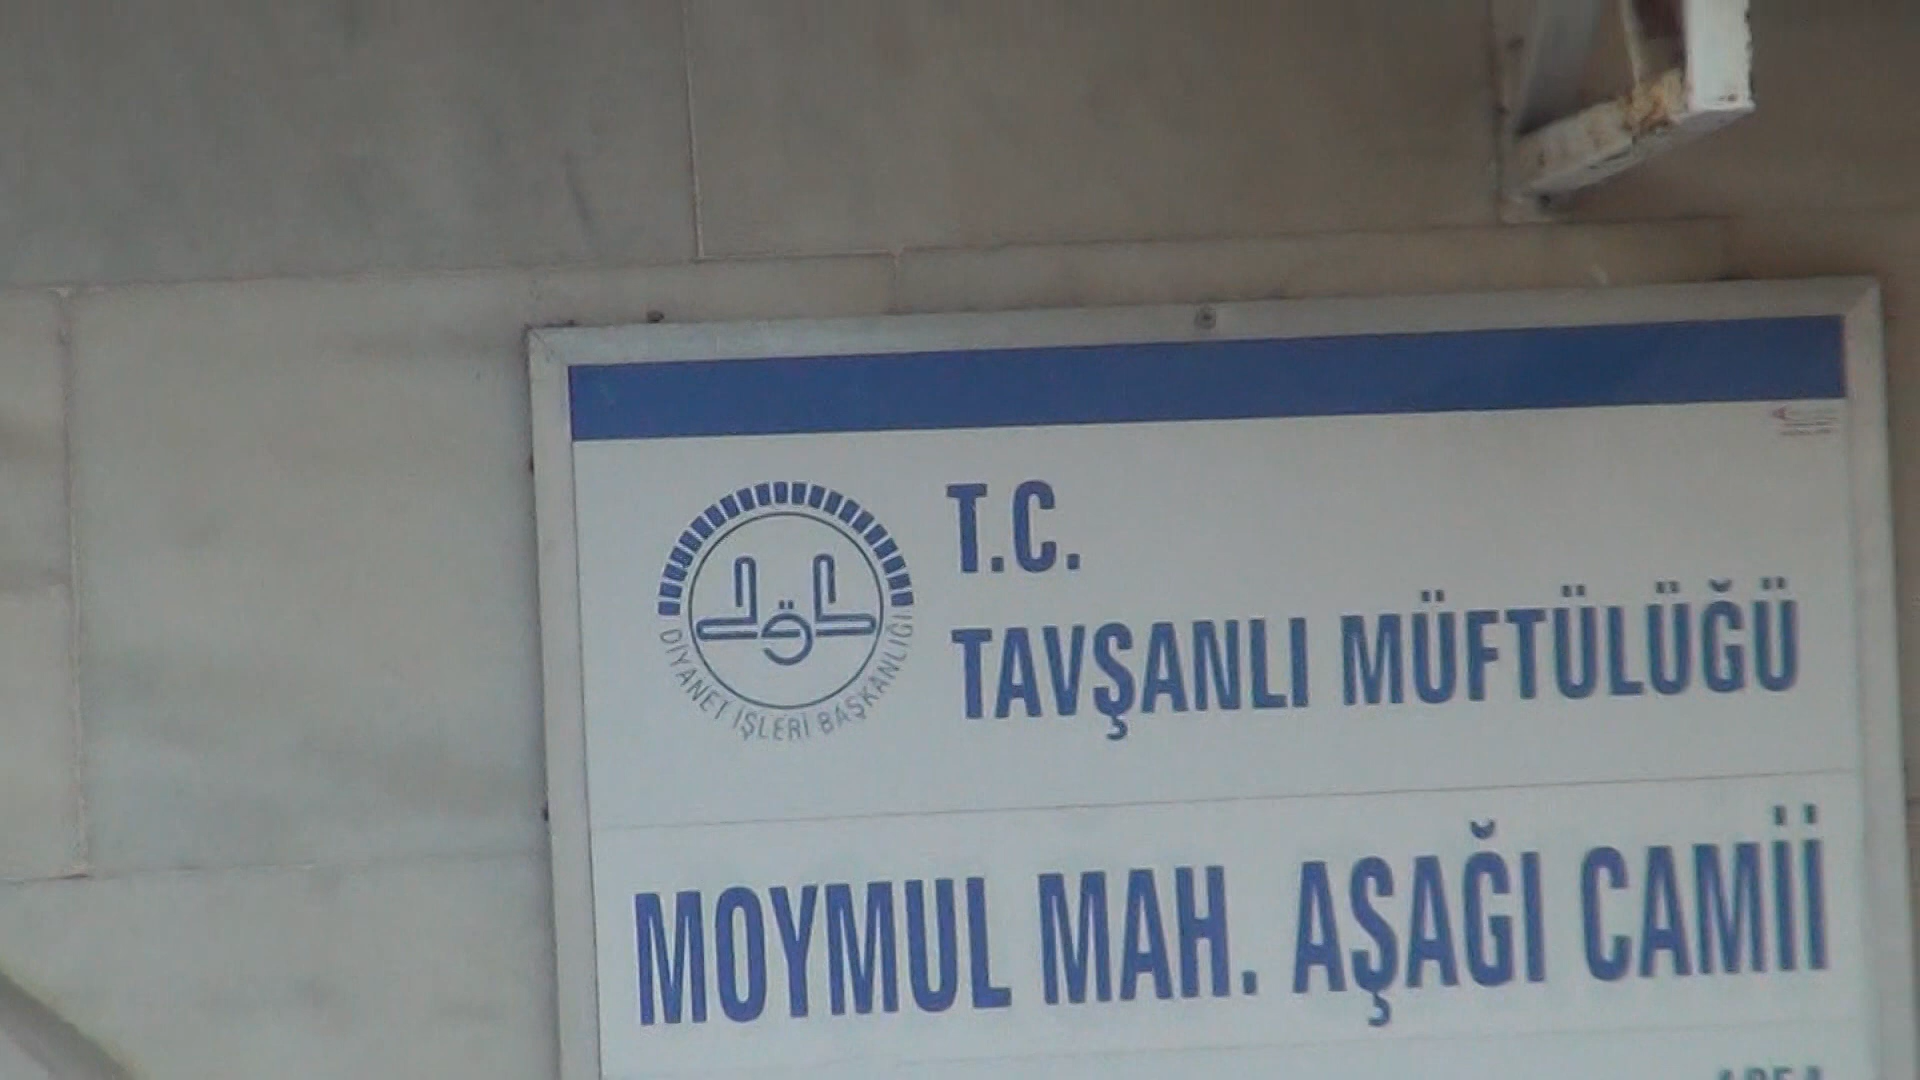 T.C.
TAVŞANLI MÜFTÜLÜĞÜ
DİYANET İŞLERİ BAŞKANLIĞI
MOYMUL MAH. AŞAĞI CAMİİ